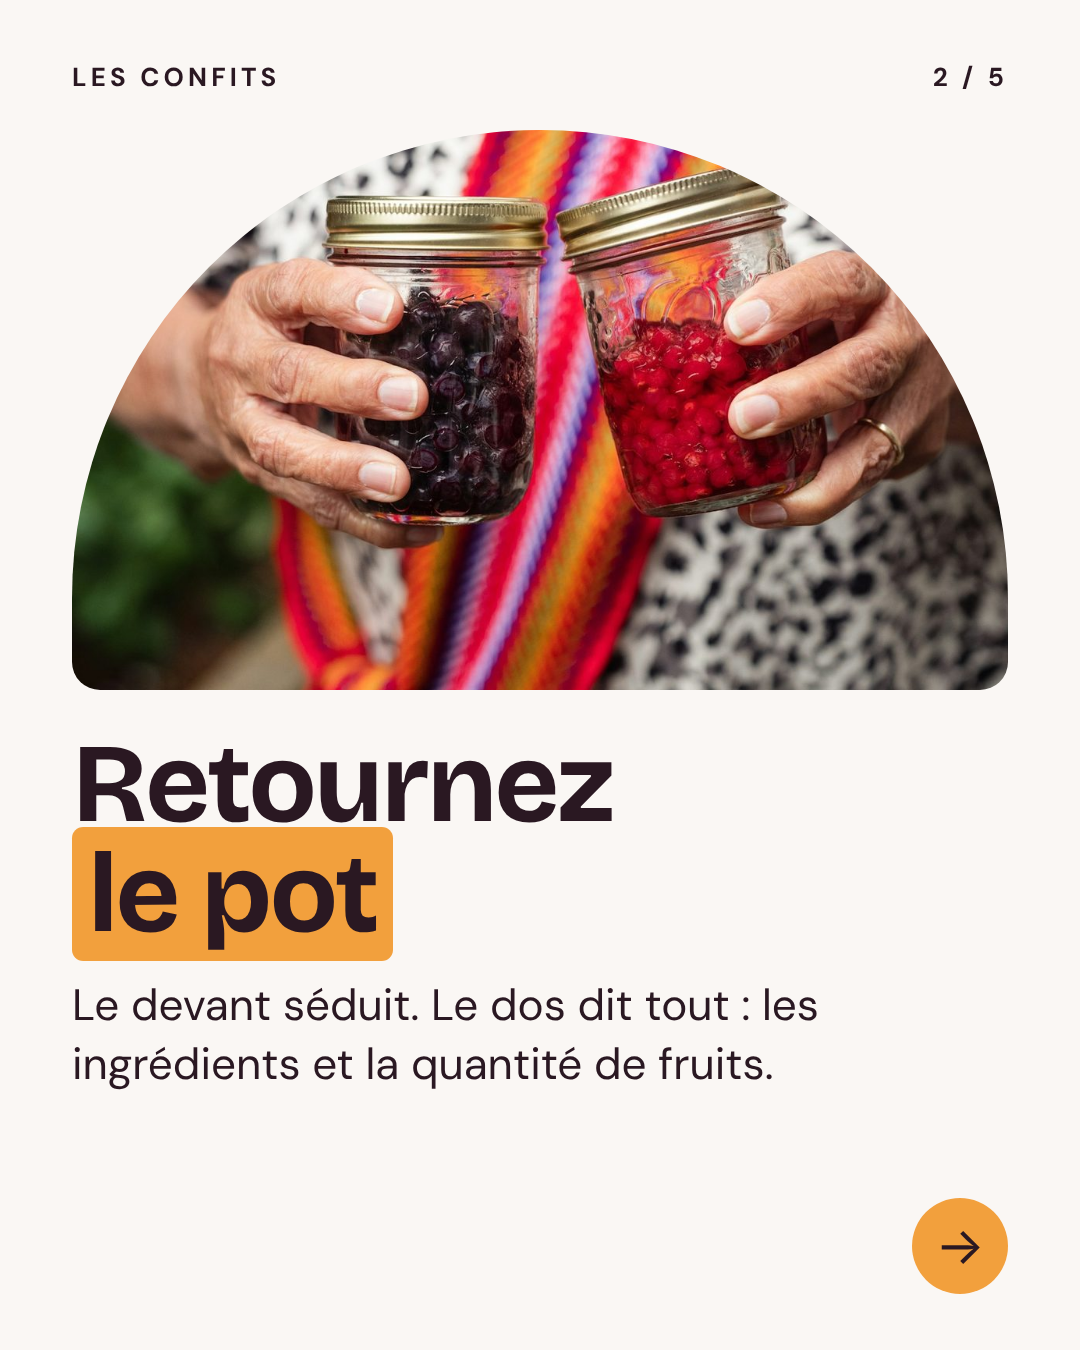 LES CONFITS
2 / 5
Retournez
le pot
Le devant séduit. Le dos dit tout : les
ingrédients et la quantité de fruits.